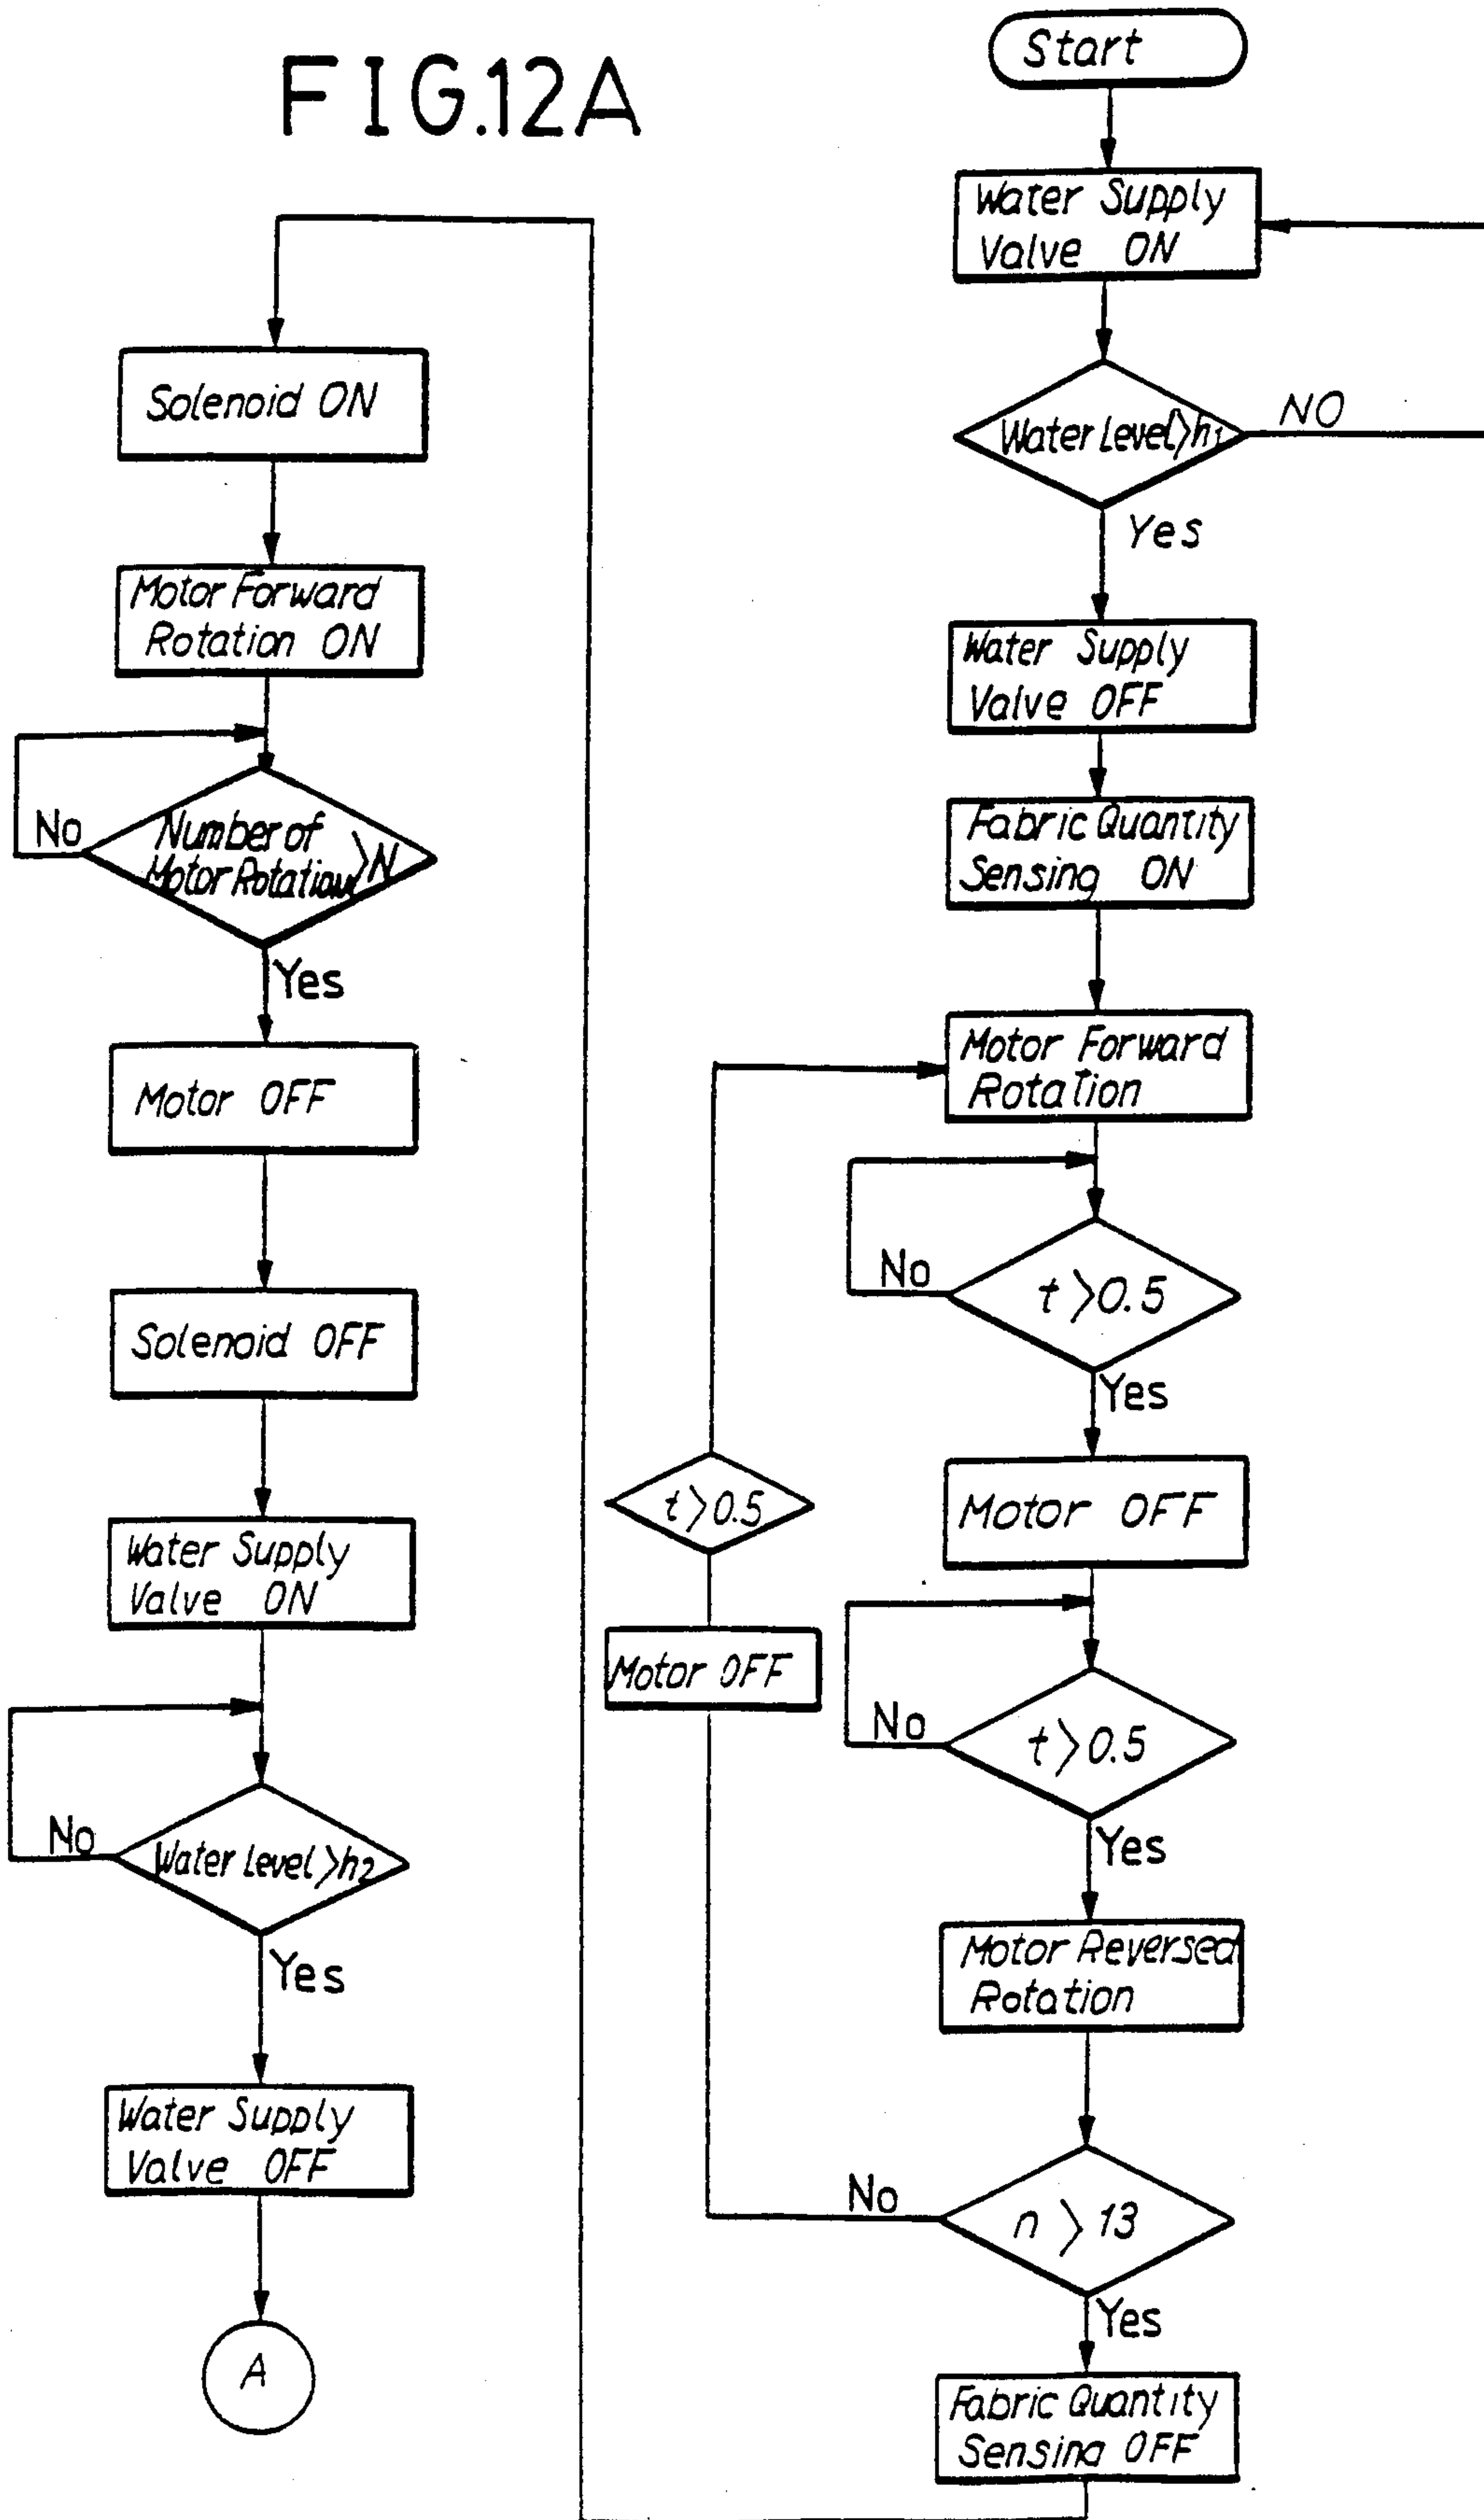 FIG.12A
Start
Water Supply
Valve ON
Water Level>h1
NO
Yes
Water Supply
Valve OFF
Fabric Quantity
Sensing ON
Motor Forward
Rotation
t>0.5
No
Yes
Motor OFF
t>0.5
No
Yes
Motor Reversed
Rotation
n>13
No
Yes
Motor OFF
t>0.5
Fabric Quantity
Sensing OFF
Solenoid ON
Motor Forward
Rotation ON
Number of
Motor Rotation >N
No
Yes
Motor OFF
Solenoid OFF
Water Supply
Valve ON
Water Level>h2
No
Yes
Water Supply
Valve OFF
A